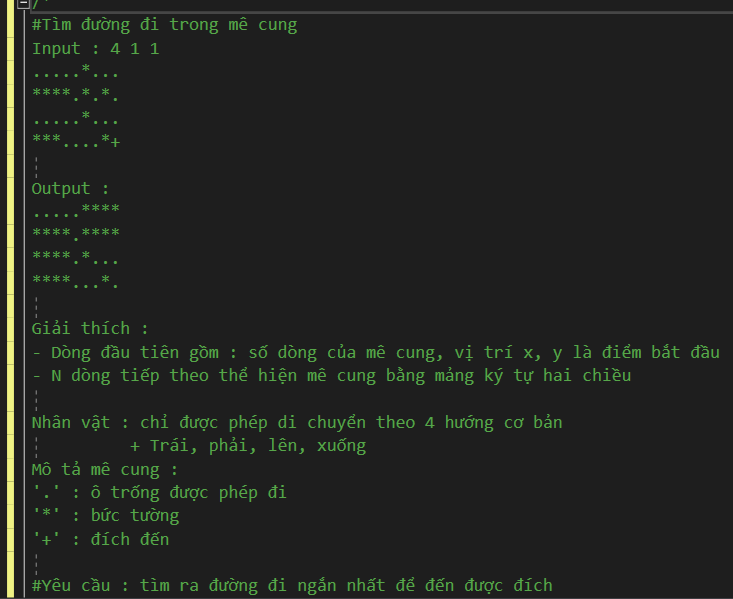 /*
#Tìm đường đi trong mê cung
Input : 4 1 1
.....*...
****.*.*.
.....*...
***....*+
Output :
.....****
****.****
****.*...
****...*.
Giải thích :
- Dòng đầu tiên gồm : số dòng của mê cung, vị trí x, y là điểm bắt đầu
- N dòng tiếp theo thể hiện mê cung bằng mảng ký tự hai chiều
Nhân vật : chỉ được phép di chuyển theo 4 hướng cơ bản
+ Trái, phải, lên, xuống
Mô tả mê cung :
'.' : ô trống được phép đi
'*' : bức tường
'+' : đích đến
#Yêu cầu : tìm ra đường đi ngắn nhất để đến được đích